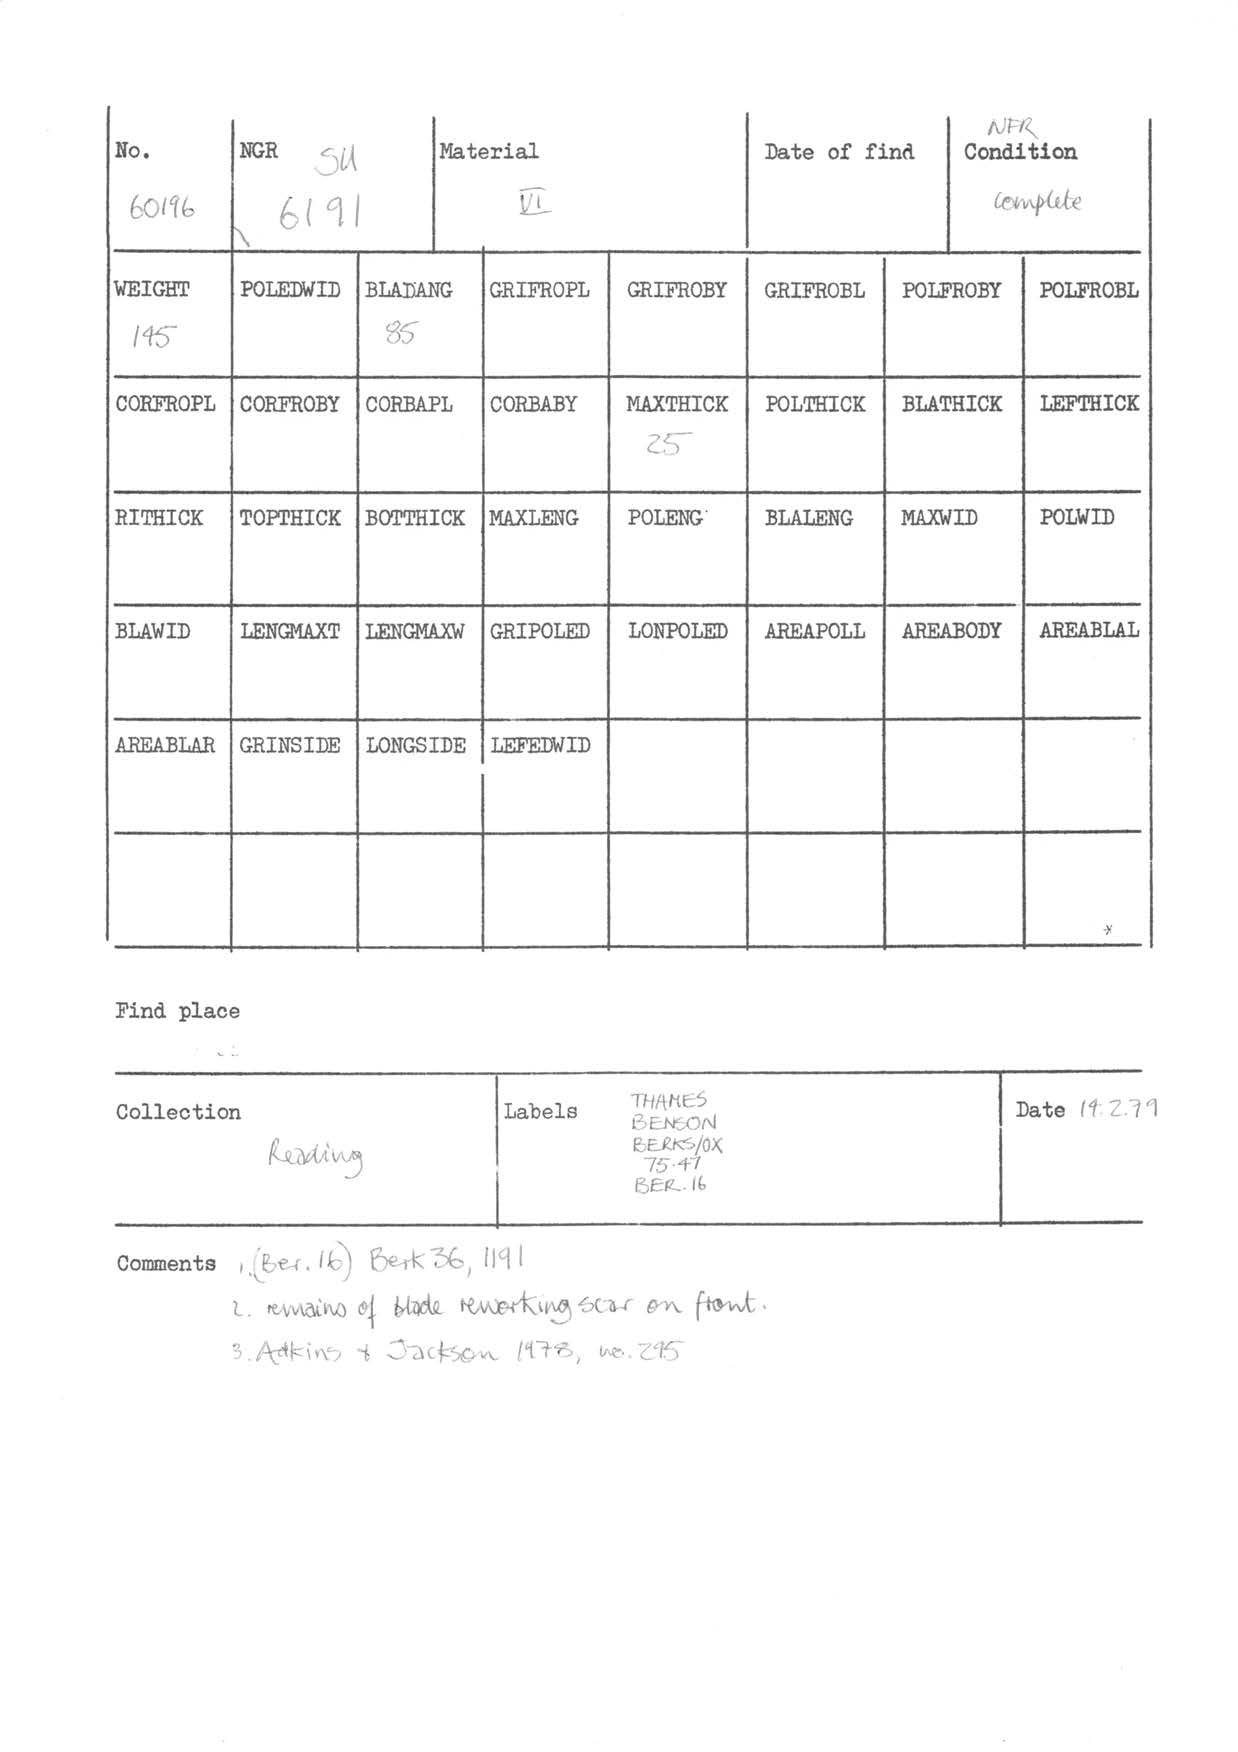 No. NGR SU Material Date of find NFR Condition
60196 6191 VI complete
WEIGHT POLEDWID BLADANG GRIFROPL GRIFROBY GRIFROBL POLFROBY POLFROBL
195 85
CORFROPL CORFROBY CORBAPL CORBABY MAXTHICK POLTHICK BLATHICK LEFTHICK
25
RITHICK TOPTHICK BOTTHICK MAXLENG POLENG BLALENG MAXWID POLWID
BLAWID LENGMAXT LENGMAXW GRIPOLED LONPOLED AREAPOLL AREABODY AREABLAL
AREABLAR GRINSIDE LONGSIDE LEFEDWID
*
Find place
Collection
Reading
Labels
THAMES
BENSON
BERKS/OX
75.47
BER.16
Date 19.2.79
Comments 1. (Ber. 16) Berk 36, 1191
2. remains of blade reworking scar on front.
3. Adkins & Jackson 1978, no. 295